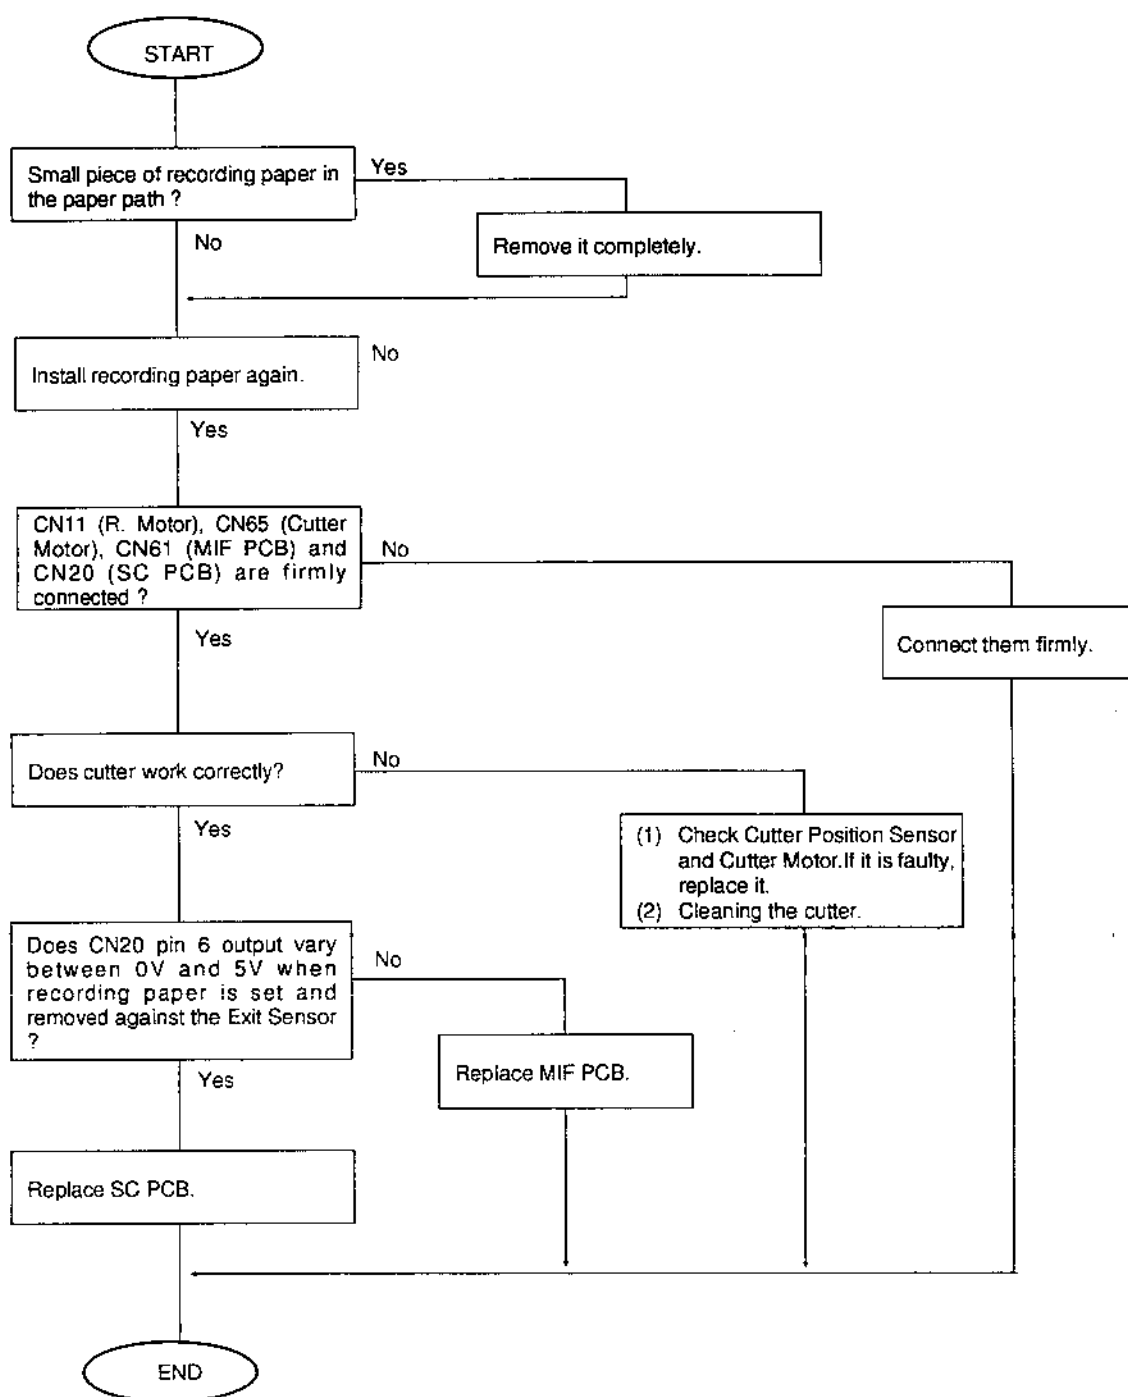 START
Small piece of recording paper in
the paper path ?
Yes
No
Remove it completely.
Install recording paper again.
No
Yes
CN11 (R. Motor), CN65 (Cutter
Motor), CN61 (MIF PCB) and
CN20 (SC PCB) are firmly
connected ?
No
Yes
Connect them firmly.
Does cutter work correctly?
No
Yes
(1) Check Cutter Position Sensor
and Cutter Motor.If it is faulty,
replace it.
(2) Cleaning the cutter.
Does CN20 pin 6 output vary
between 0V and 5V when
recording paper is set and
removed against the Exit Sensor
?
No
Yes
Replace MIF PCB.
Replace SC PCB.
END